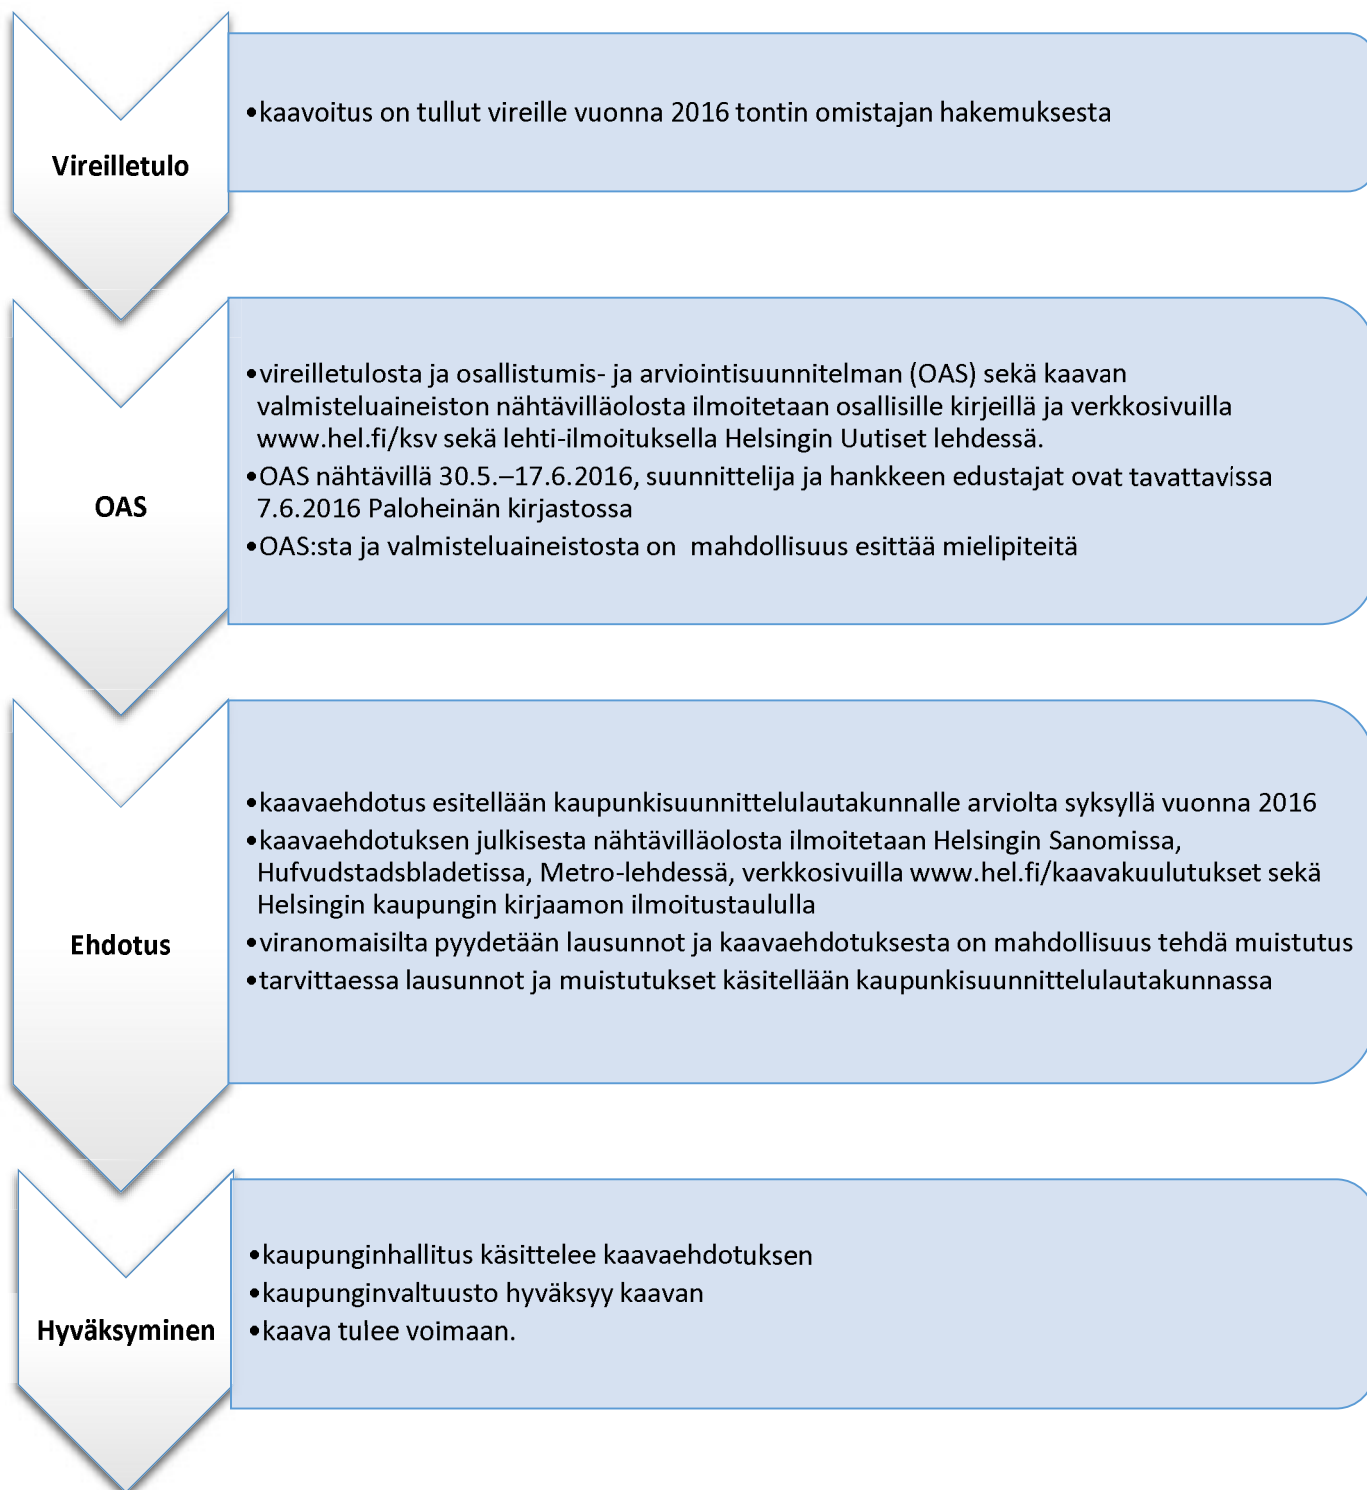 Vireilletulo
•kaavoitus on tullut vireille vuonna 2016 tontin omistajan hakemuksesta
OAS
•vireilletulosta ja osallistumis- ja arviointisuunnitelman (OAS) sekä kaavan
valmisteluaineiston nähtävilläolosta ilmoitetaan osallisille kirjeillä ja verkkosivuilla
www.hel.fi/ksv sekä lehti-ilmoituksella Helsingin Uutiset lehdessä.
•OAS nähtävillä 30.5.–17.6.2016, suunnittelija ja hankkeen edustajat ovat tavattavissa
7.6.2016 Paloheinän kirjastossa
•OAS:sta ja valmisteluaineistosta on mahdollisuus esittää mielipiteitä
Ehdotus
•kaavaehdotus esitellään kaupunkisuunnittelulautakunnalle arviolta syksyllä vuonna 2016
•kaavaehdotuksen julkisesta nähtävilläolosta ilmoitetaan Helsingin Sanomissa,
Hufvudstadsbladetissa, Metro-lehdessä, verkkosivuilla www.hel.fi/kaavakuulutukset sekä
Helsingin kaupungin kirjaamon ilmoitustaululla
•viranomaisilta pyydetään lausunnot ja kaavaehdotuksesta on mahdollisuus tehdä muistutus
•tarvittaessa lausunnot ja muistutukset käsitellään kaupunkisuunnittelulautakunnassa
Hyväksyminen
•kaupunginhallitus käsittelee kaavaehdotuksen
•kaupunginvaltuusto hyväksyy kaavan
•kaava tulee voimaan.